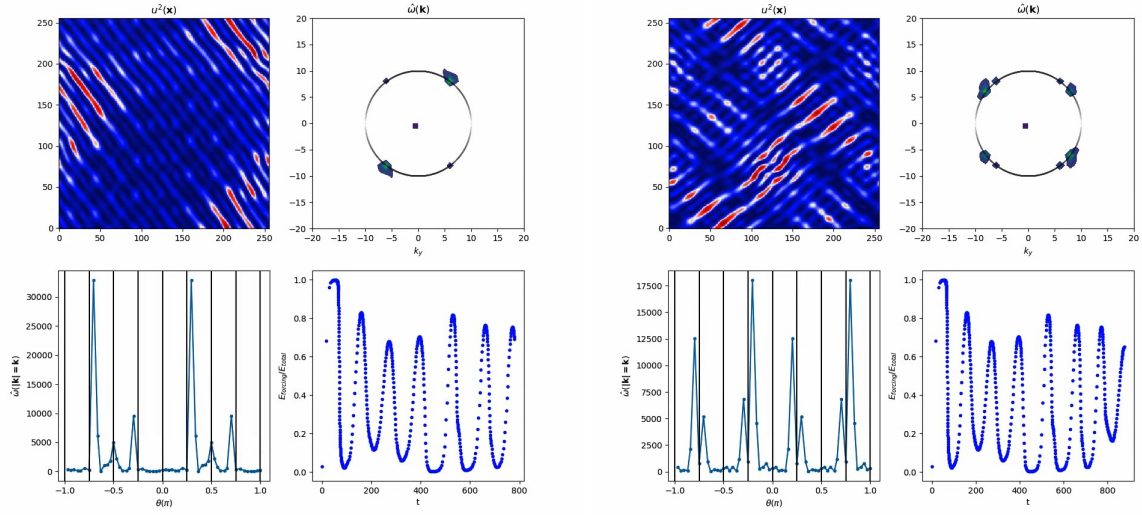 u²(x)
ω̂(k)
u²(x)
ω̂(k)
250
200
150
100
50
0
0 50 100 150 200 250
20
15
10
5
0
−5
−10
−15
−20
−20 −15 −10 −5 0 5 10 15 20
k_y
250
200
150
100
50
0
0 50 100 150 200 250
20
15
10
5
0
−5
−10
−15
−20
−20 −15 −10 −5 0 5 10 15 20
k_y
ω̂(|k| = k)
30000
25000
20000
15000
10000
5000
0
−1.0 −0.5 0.0 0.5 1.0
θ(π)
E_forcing/E_Total
1.0
0.8
0.6
0.4
0.2
0.0
0 200 400 600 800
t
ω̂(|k| = k)
17500
15000
12500
10000
7500
5000
2500
0
−1.0 −0.5 0.0 0.5 1.0
θ(π)
E_forcing/E_Total
1.0
0.8
0.6
0.4
0.2
0.0
0 200 400 600 800
t